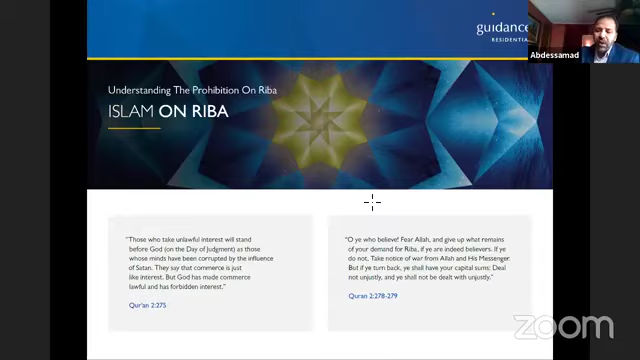 guidance
RESIDENTIAL
Abdessamad
Understanding The Prohibition On Riba
ISLAM ON RIBA
"Those who take unlawful interest will stand
before God (on the Day of Judgment) as those
whose minds have been corrupted by the influence
of Satan. They say that commerce is just
like interest. But God has made commerce
lawful and has forbidden interest."
Qur'an 2:275
"O ye who believe! Fear Allah, and give up what remains
of your demand for Riba, if ye are indeed believers. If ye
do not, Take notice of war from Allah and His Messenger.
But if ye turn back, ye shall have your capital sums: Deal
not unjustly, and ye shall not be dealt with unjustly."
Quran 2:278-279
zoom